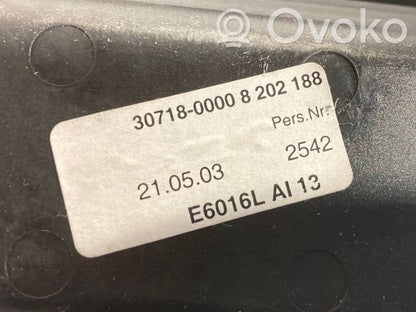 Ovoko
30718-0000 8 202 188
Pers.Nr.
21.05.03 2542
E6016L AI 13